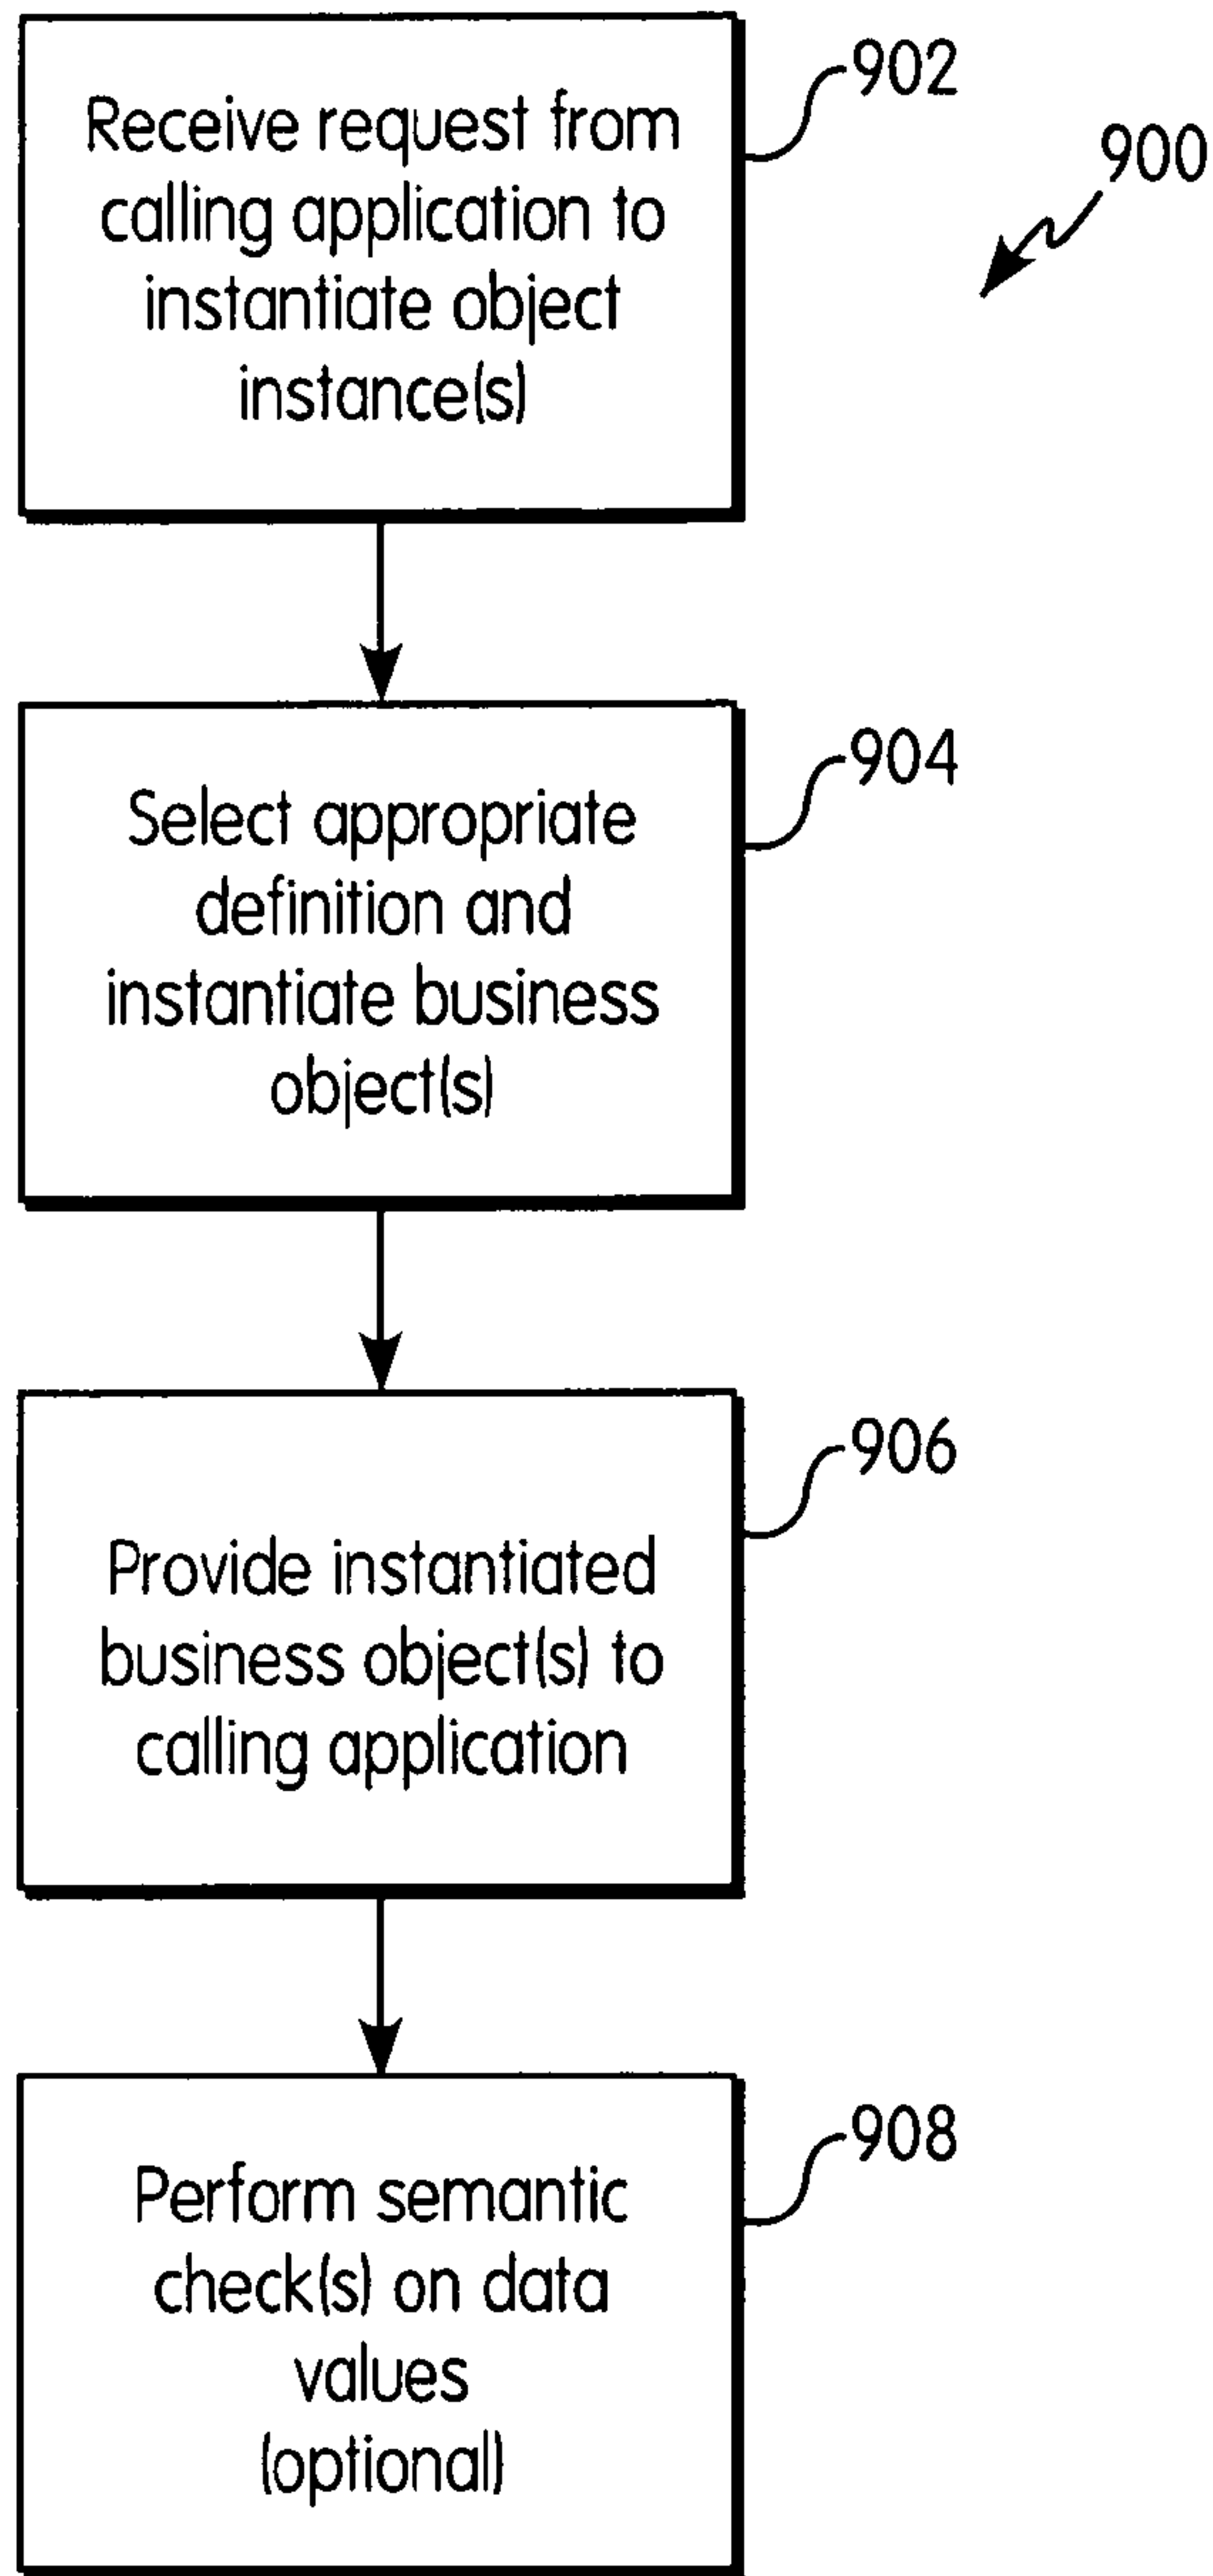 Receive request from
calling application to
instantiate object
instance(s)
902
900
Select appropriate
definition and
instantiate business
object(s)
904
Provide instantiated
business object(s) to
calling application
906
Perform semantic
check(s) on data
values
(optional)
908